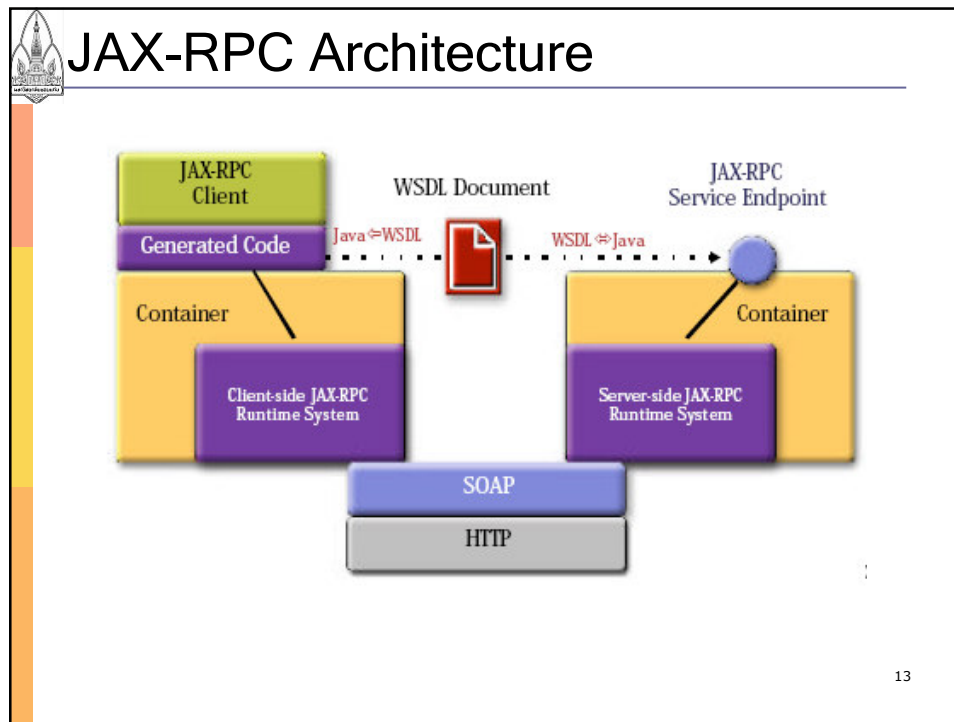 JAX-RPC Architecture
JAX-RPC
Client
Generated Code
Container
Client-side JAX-RPC
Runtime System
WSDL Document
Java⇐WSDL
WSDL⇔Java
JAX-RPC
Service Endpoint
Container
Server-side JAX-RPC
Runtime System
SOAP
HTTP
13